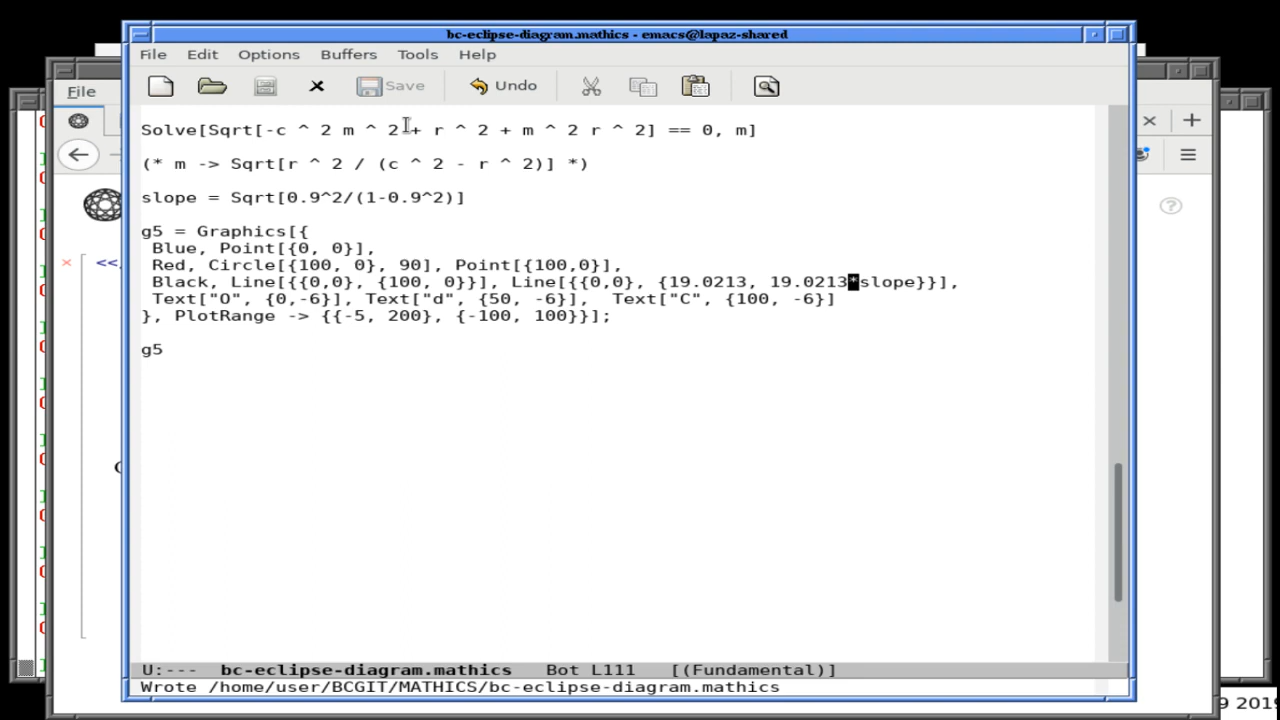 bc-eclipse-diagram.mathics - emacs@lapaz-shared
File Edit Options Buffers Tools Help
Save Undo
File
Solve[Sqrt[-c ^ 2 m ^ 2 + r ^ 2 + m ^ 2 r ^ 2] == 0, m]
(* m -> Sqrt[r ^ 2 / (c ^ 2 - r ^ 2)] *)
slope = Sqrt[0.9^2/(1-0.9^2)]
g5 = Graphics[{
Blue, Point[{0, 0}],
Red, Circle[{100, 0}, 90], Point[{100,0}],
Black, Line[{{0,0}, {100, 0}}], Line[{{0,0}, {19.0213, 19.0213*slope}}],
Text["O", {0,-6}], Text["d", {50, -6}],  Text["C", {100, -6}]
}, PlotRange -> {{-5, 200}, {-100, 100}}];
g5
<<
U:--- bc-eclipse-diagram.mathics Bot L111 [(Fundamental)]
Wrote /home/user/BCGIT/MATHICS/bc-eclipse-diagram.mathics